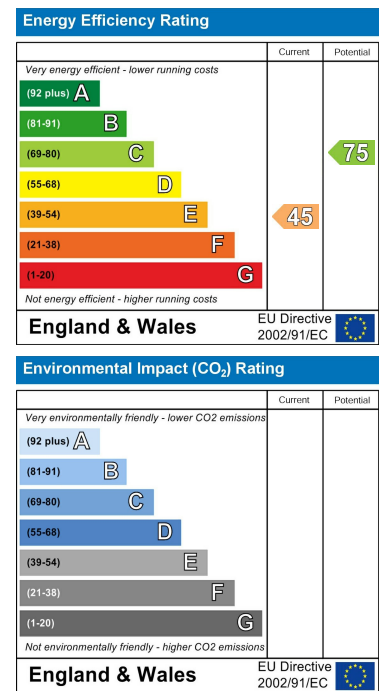 Energy Efficiency Rating
Current Potential
Very energy efficient - lower running costs
(92 plus) A
(81-91) B
(69-80) C
75
(55-68) D
(39-54) E
45
(21-38) F
(1-20) G
Not energy efficient - higher running costs
England & Wales
EU Directive
2002/91/EC
Environmental Impact (CO₂) Rating
Current Potential
Very environmentally friendly - lower CO2 emissions
(92 plus) A
(81-91) B
(69-80) C
(55-68) D
(39-54) E
(21-38) F
(1-20) G
Not environmentally friendly - higher CO2 emissions
England & Wales
EU Directive
2002/91/EC